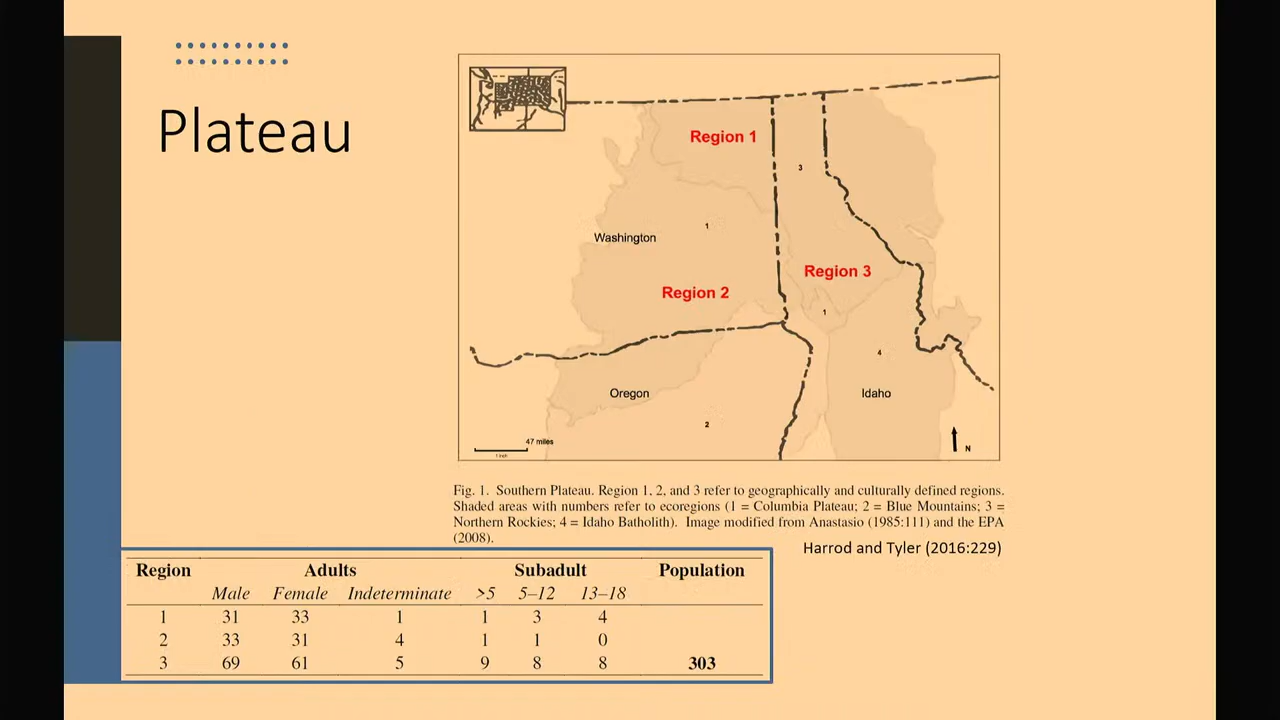 Plateau
Region 1
3
1
Washington
Region 3
Region 2
1
4
Oregon
Idaho
2
47 miles
1 inch
N
Fig. 1. Southern Plateau. Region 1, 2, and 3 refer to geographically and culturally defined regions.
Shaded areas with numbers refer to ecoregions (1 = Columbia Plateau; 2 = Blue Mountains; 3 =
Northern Rockies; 4 = Idaho Batholith). Image modified from Anastasio (1985:111) and the EPA
(2008).
Harrod and Tyler (2016:229)
Region Adults Subadult Population
Male Female Indeterminate >5 5–12 13–18
1 31 33 1 1 3 4
2 33 31 4 1 1 0
3 69 61 5 9 8 8 303